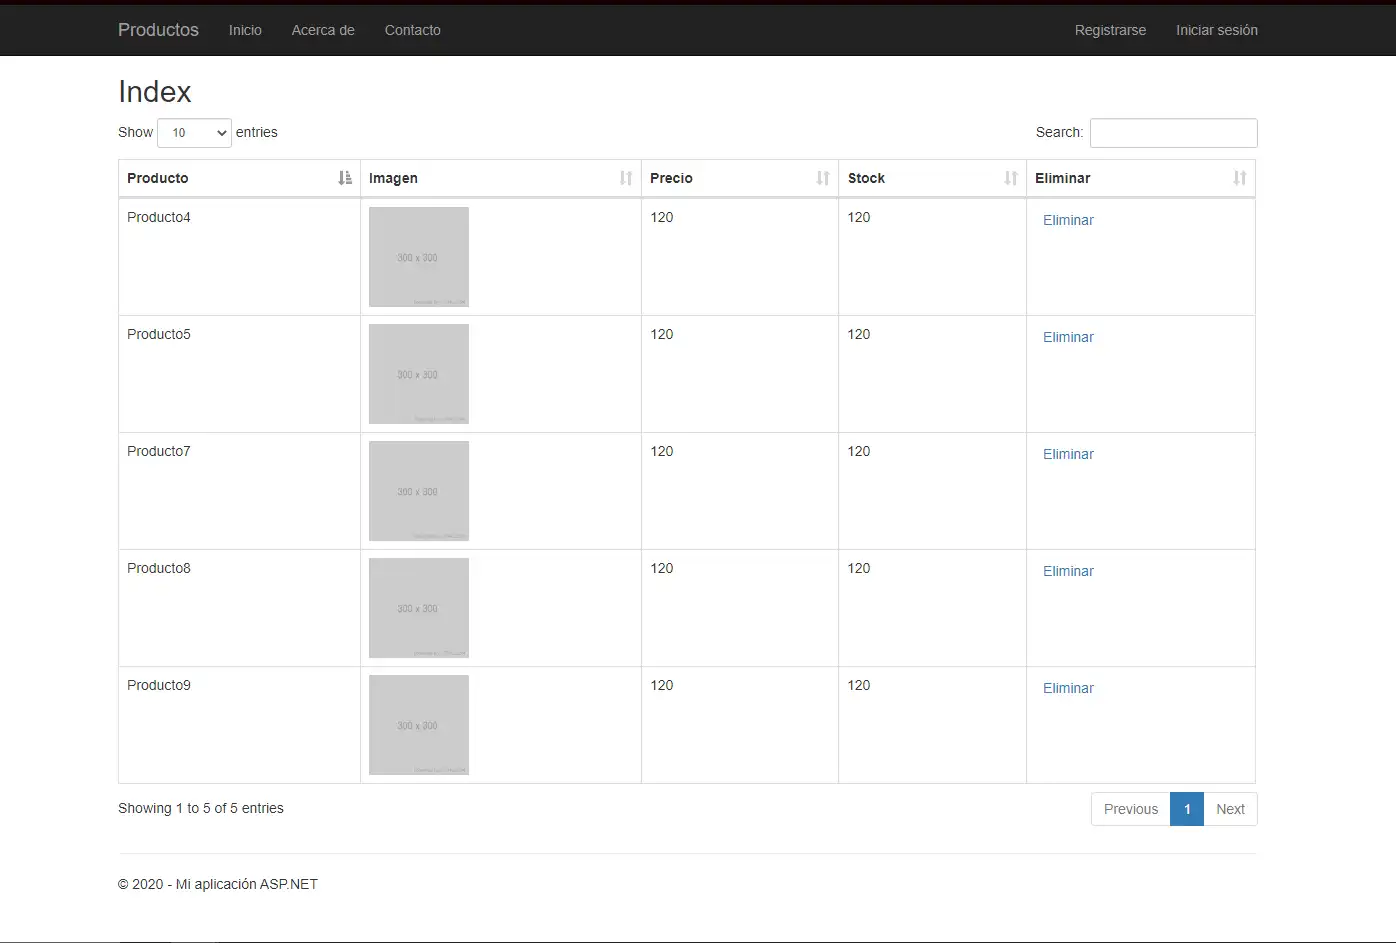 Productos Inicio Acerca de Contacto Registrarse Iniciar sesión
Index
Show 10 entries Search:
Producto Imagen Precio Stock Eliminar
Producto4 300 x 300 120 120 Eliminar
Producto5 300 x 300 120 120 Eliminar
Producto7 300 x 300 120 120 Eliminar
Producto8 300 x 300 120 120 Eliminar
Producto9 300 x 300 120 120 Eliminar
Showing 1 to 5 of 5 entries Previous 1 Next
© 2020 - Mi aplicación ASP.NET